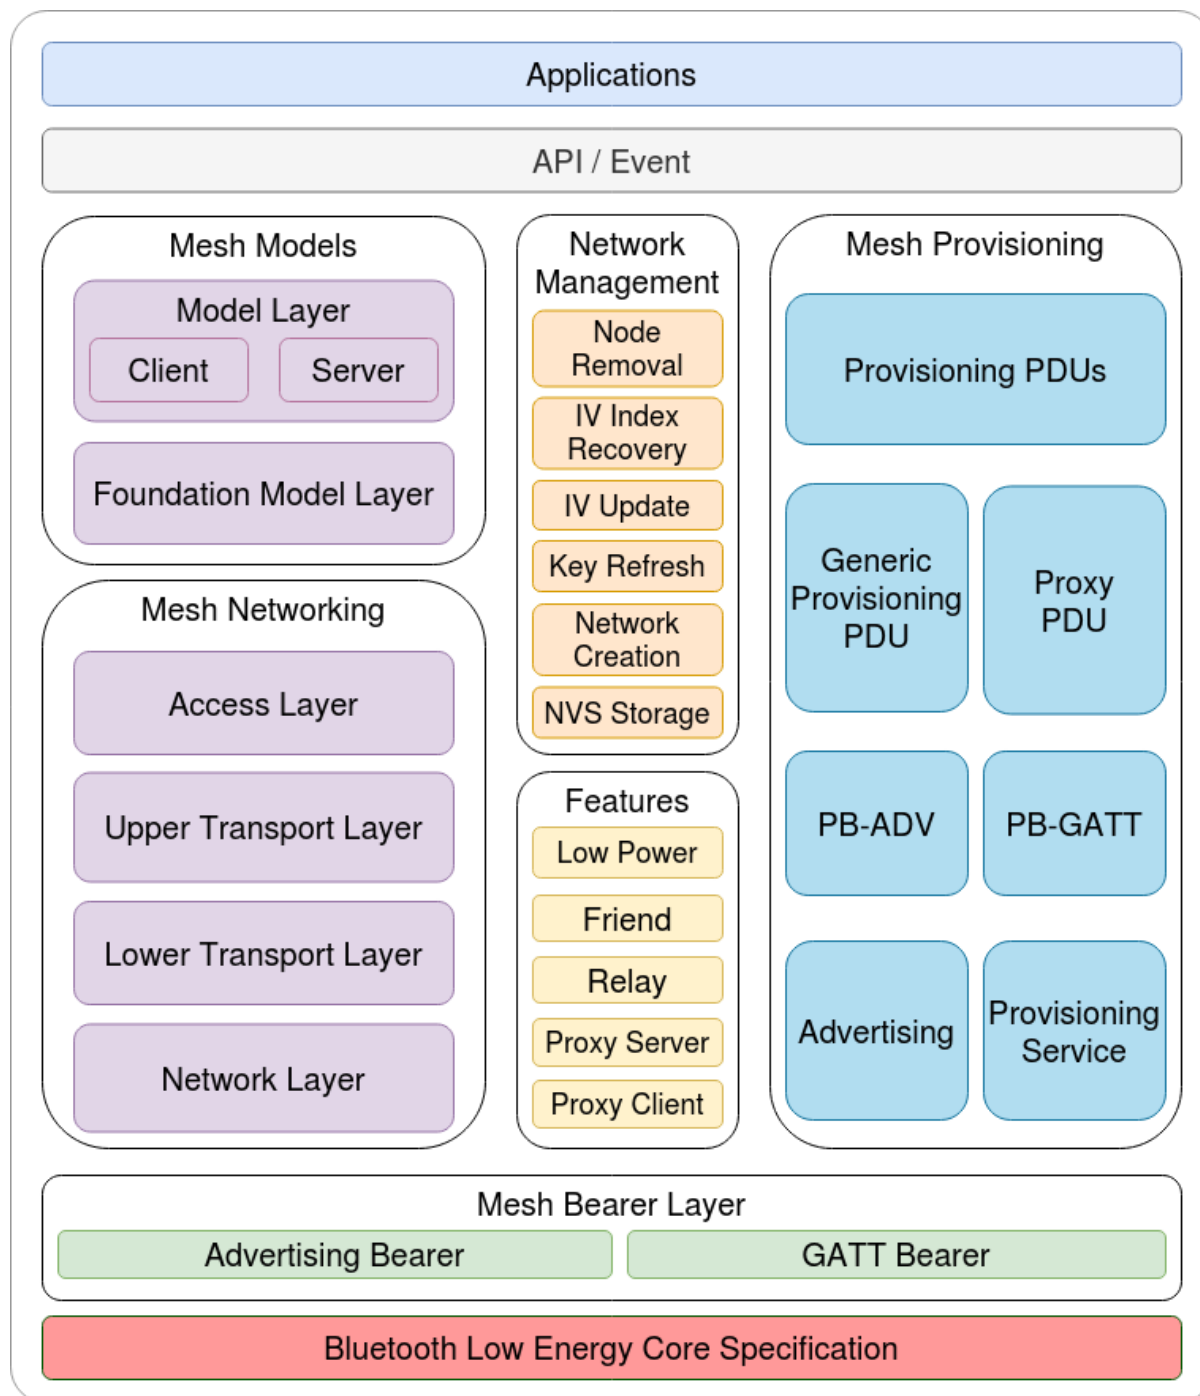 Applications
API / Event
Mesh Models
Model Layer
Client
Server
Foundation Model Layer
Mesh Networking
Access Layer
Upper Transport Layer
Lower Transport Layer
Network Layer
Network
Management
Node
Removal
IV Index
Recovery
IV Update
Key Refresh
Network
Creation
NVS Storage
Features
Low Power
Friend
Relay
Proxy Server
Proxy Client
Mesh Provisioning
Provisioning PDUs
Generic
Provisioning
PDU
Proxy
PDU
PB-ADV
PB-GATT
Advertising
Provisioning
Service
Mesh Bearer Layer
Advertising Bearer
GATT Bearer
Bluetooth Low Energy Core Specification